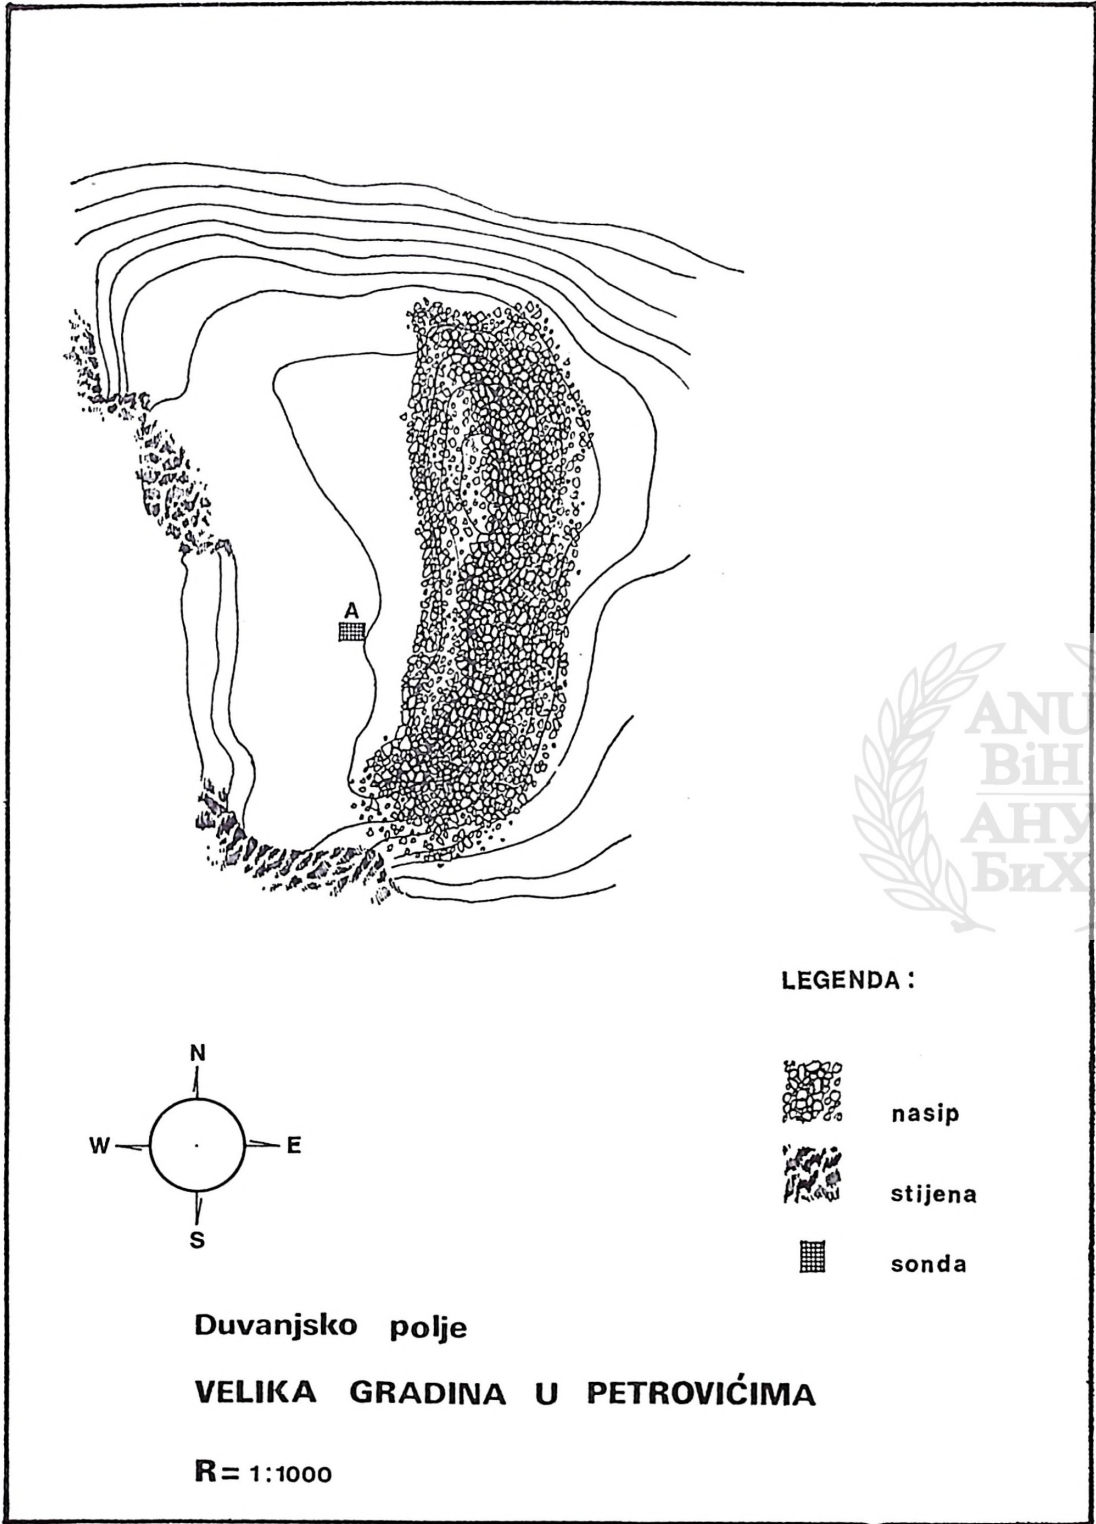 A
ANU
BiH
АНУ
БиХ
LEGENDA :
nasip
stijena
sonda
N
W E
S
Duvanjsko polje
VELIKA GRADINA U PETROVIĆIMA
R= 1:1000